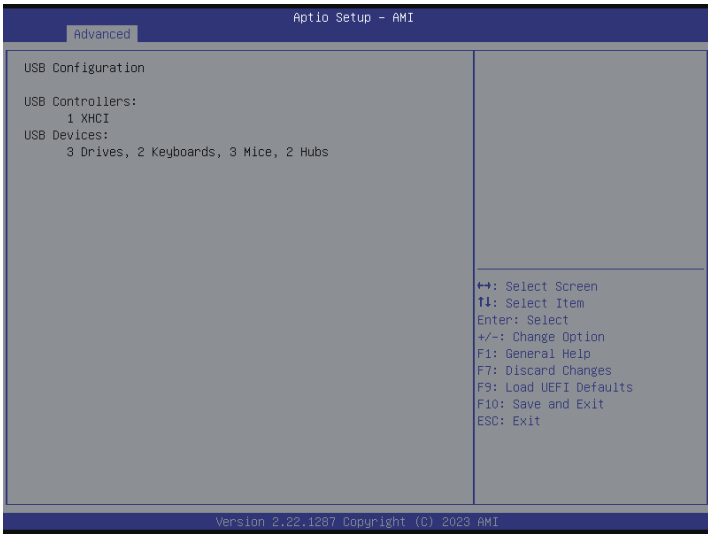 Aptio Setup – AMI
Advanced
USB Configuration
USB Controllers:
1 XHCI
USB Devices:
3 Drives, 2 Keyboards, 3 Mice, 2 Hubs
↔: Select Screen
↑↓: Select Item
Enter: Select
+/-: Change Option
F1: General Help
F7: Discard Changes
F9: Load UEFI Defaults
F10: Save and Exit
ESC: Exit
Version 2.22.1287 Copyright (C) 2023 AMI